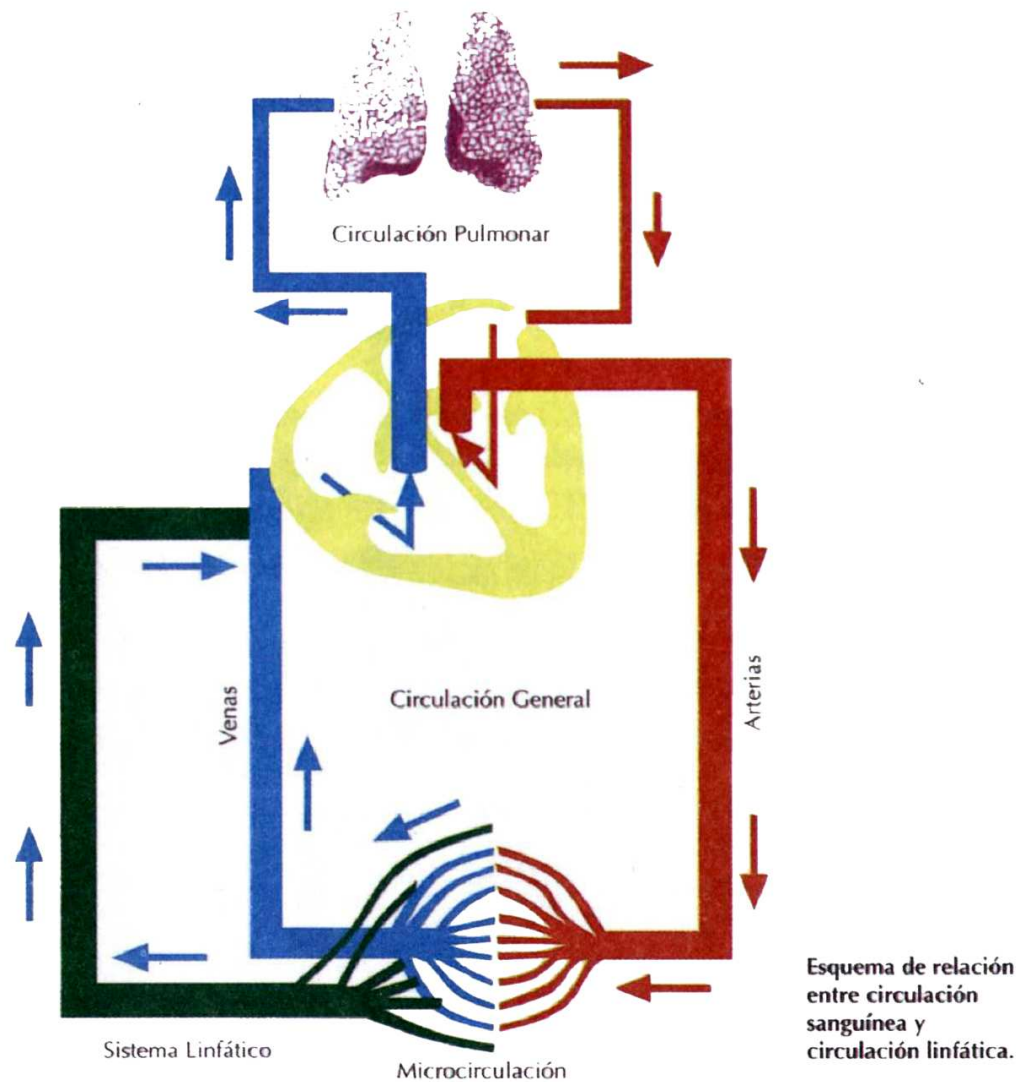 Circulación Pulmonar
Venas
Circulación General
Arterias
Sistema Linfático
Microcirculación
Esquema de relación
entre circulación
sanguínea y
circulación linfática.